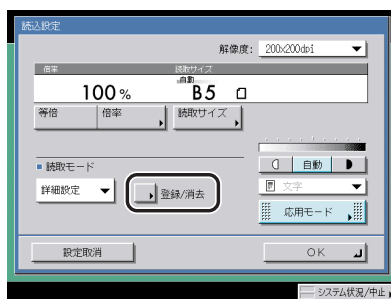 読込設定
解像度: 200x200dpi
倍率 読取サイズ
自動
100% B5
等倍 倍率 読取サイズ
読取モード
自動
詳細設定 登録/消去
文字
応用モード
設定取消 OK
システム状況/中止